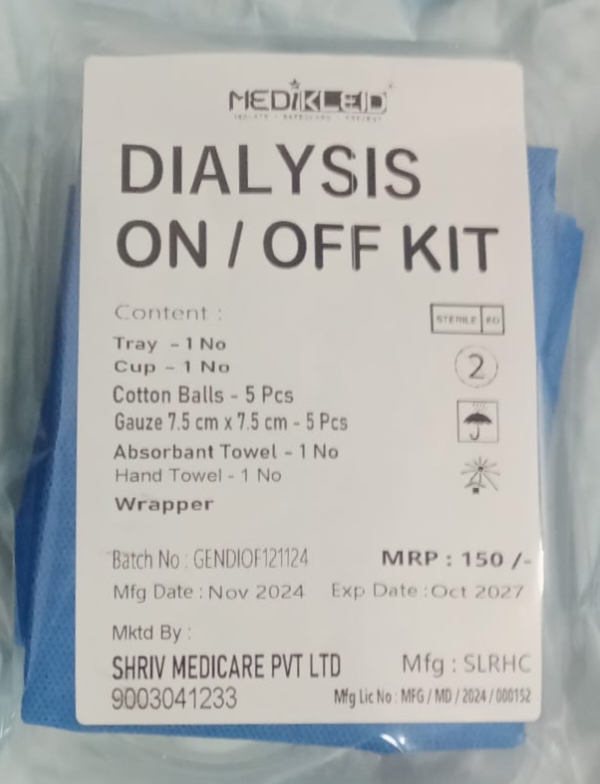 MEDIKLEID
DIALYSIS
ON / OFF KIT
Content :
STERILE EO
Tray - 1 No
Cup - 1 No
2
Cotton Balls - 5 Pcs
Gauze 7.5 cm x 7.5 cm - 5 Pcs
Absorbant Towel - 1 No
Hand Towel - 1 No
Wrapper
Batch No : GENDIOF121124 MRP : 150 /-
Mfg Date : Nov 2024 Exp Date : Oct 2027
Mktd By :
SHRIV MEDICARE PVT LTD Mfg : SLRHC
9003041233 Mfg Lic No : MFG / MD / 2024 / 000152